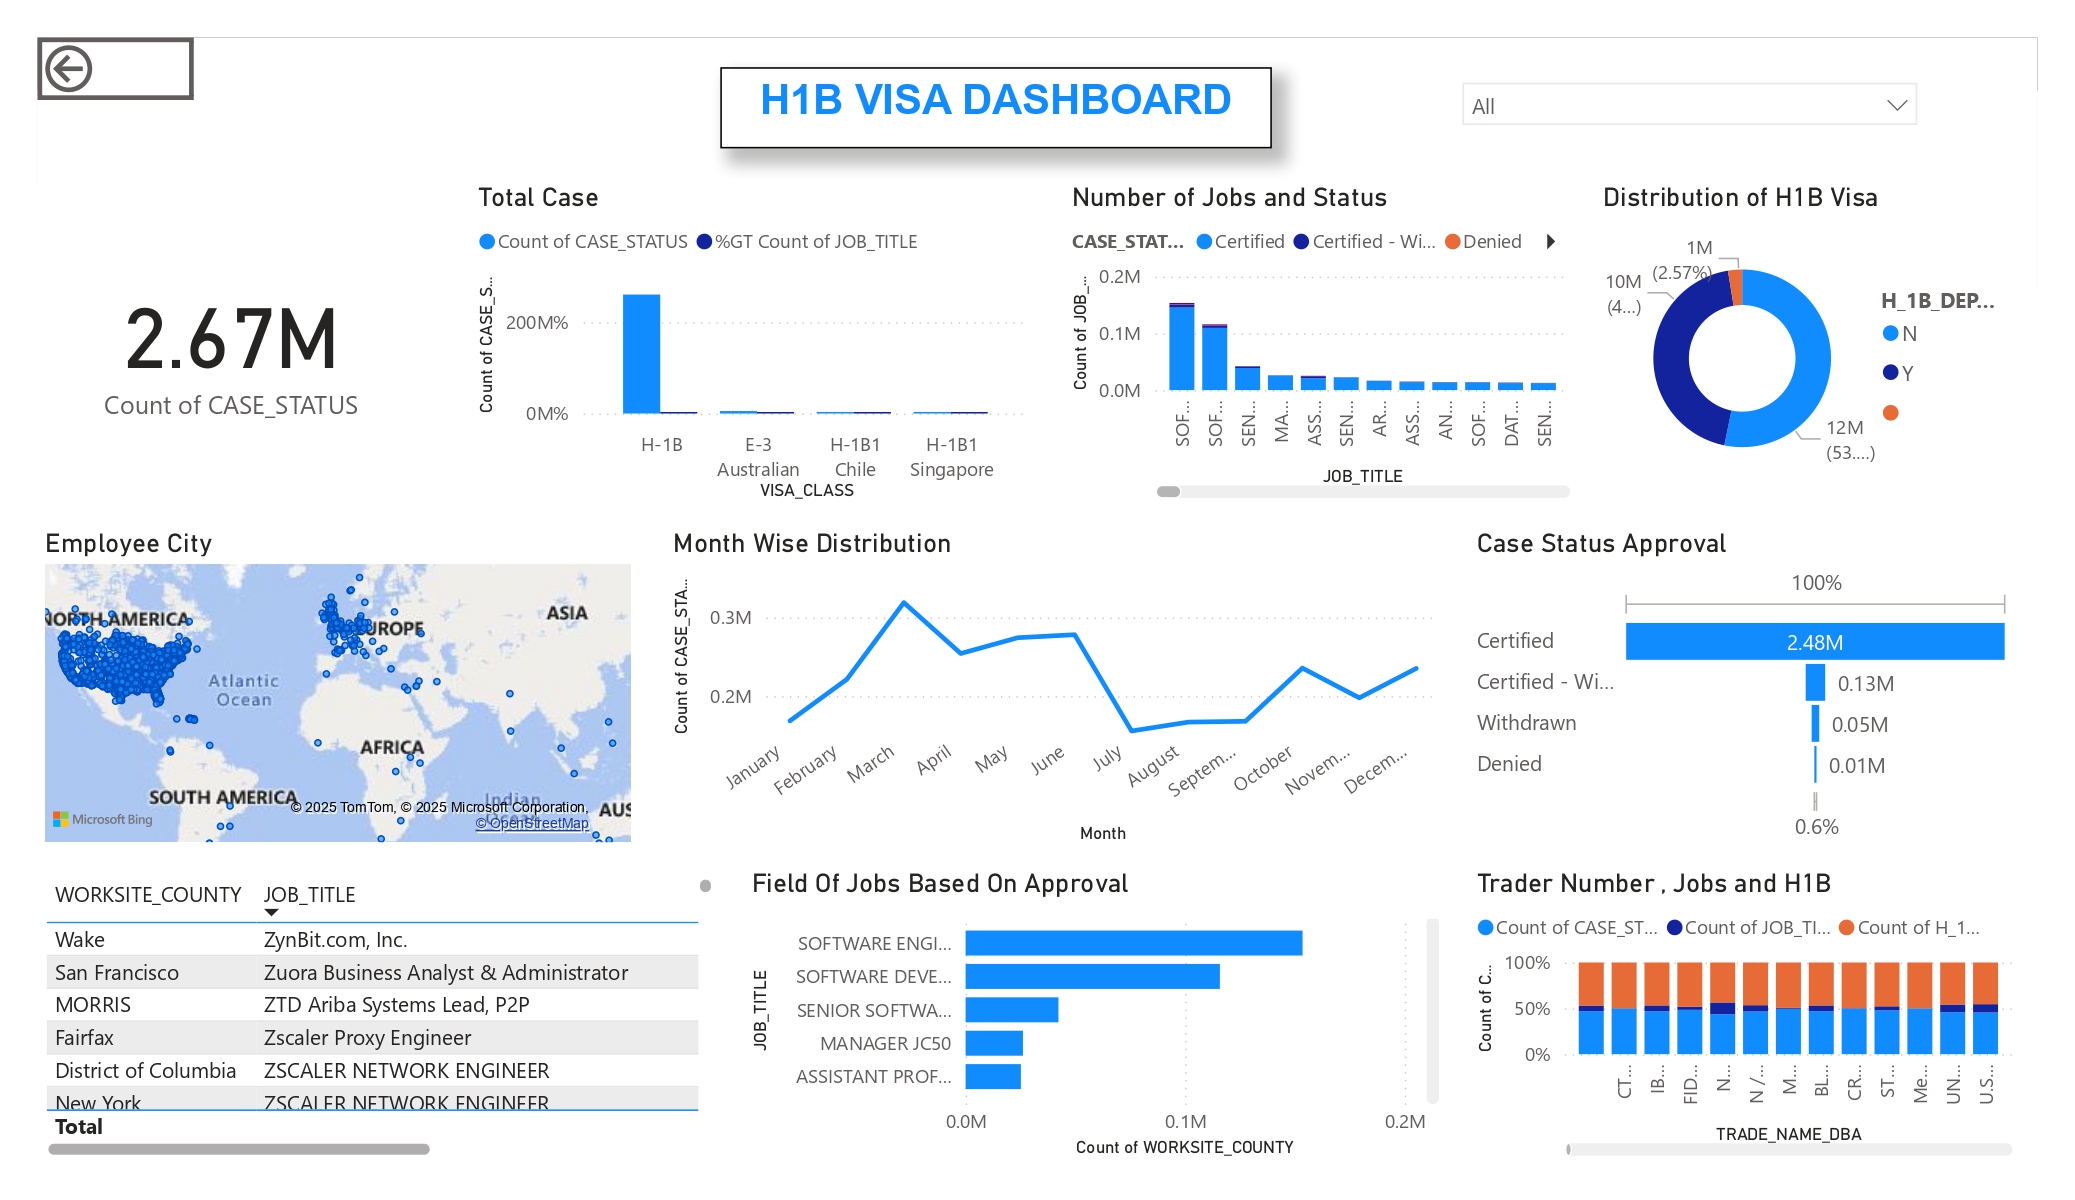 H1B VISA DASHBOARD
All
2.67M
Count of CASE_STATUS
Total Case
Count of CASE_STATUS %GT Count of JOB_TITLE
Count of CASE_S...
200M%
0M%
H-1B
E-3 Australian
H-1B1 Chile
H-1B1 Singapore
VISA_CLASS
Number of Jobs and Status
CASE_STAT... Certified Certified - Wi... Denied
Count of JOB_...
0.2M
0.1M
0.0M
SOF...
SOF...
SEN...
MA...
ASS...
SEN...
AR...
ASS...
AN...
SOF...
DAT...
SEN...
JOB_TITLE
Distribution of H1B Visa
1M
(2.57%)
10M
(4...)
12M
(53....)
H_1B_DEP...
N
Y
Employee City
NORTH AMERICA
EUROPE
ASIA
Atlantic
Ocean
AFRICA
SOUTH AMERICA
Indian
AUS
Microsoft Bing
© 2025 TomTom, © 2025 Microsoft Corporation,
© OpenStreetMap
Month Wise Distribution
Count of CASE_STA...
0.3M
0.2M
January
February
March
April
May
June
July
August
Septem...
October
Novem...
Decem...
Month
Case Status Approval
100%
Certified 2.48M
Certified - Wi... 0.13M
Withdrawn 0.05M
Denied 0.01M
0.6%
WORKSITE_COUNTY JOB_TITLE
Wake ZynBit.com, Inc.
San Francisco Zuora Business Analyst & Administrator
MORRIS ZTD Ariba Systems Lead, P2P
Fairfax Zscaler Proxy Engineer
District of Columbia ZSCALER NETWORK ENGINEER
New York ZSCALER NETWORK ENGINEER
Total
Field Of Jobs Based On Approval
JOB_TITLE
SOFTWARE ENGI...
SOFTWARE DEVE...
SENIOR SOFTWA...
MANAGER JC50
ASSISTANT PROF...
0.0M
0.1M
0.2M
Count of WORKSITE_COUNTY
Trader Number , Jobs and H1B
Count of CASE_ST... Count of JOB_TI... Count of H_1...
Count of C...
100%
50%
0%
CT...
IB...
FID...
N...
N /...
M...
BL...
CR...
ST...
Me...
UN...
U.S...
TRADE_NAME_DBA